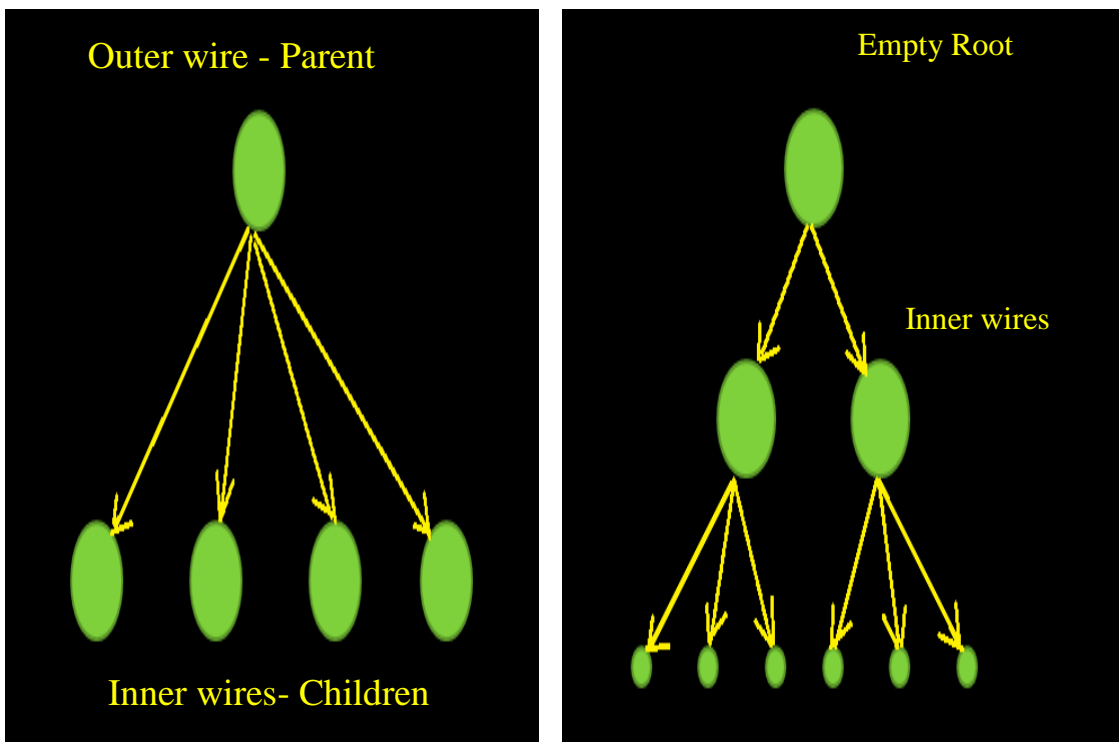 Outer wire - Parent
Inner wires- Children
Empty Root
Inner wires